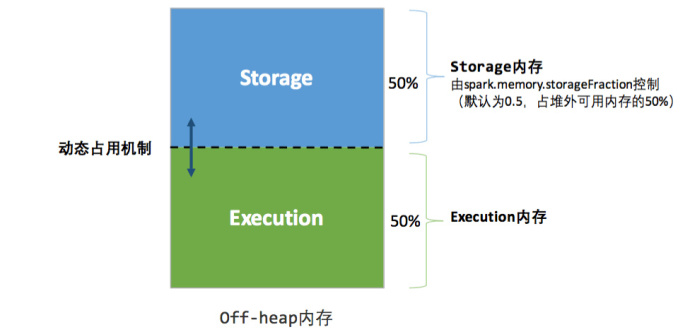 Storage
50%
Storage内存
由spark.memory.storageFraction控制
（默认为0.5，占堆外可用内存的50%）
动态占用机制
Execution
50%
Execution内存
Off-heap内存